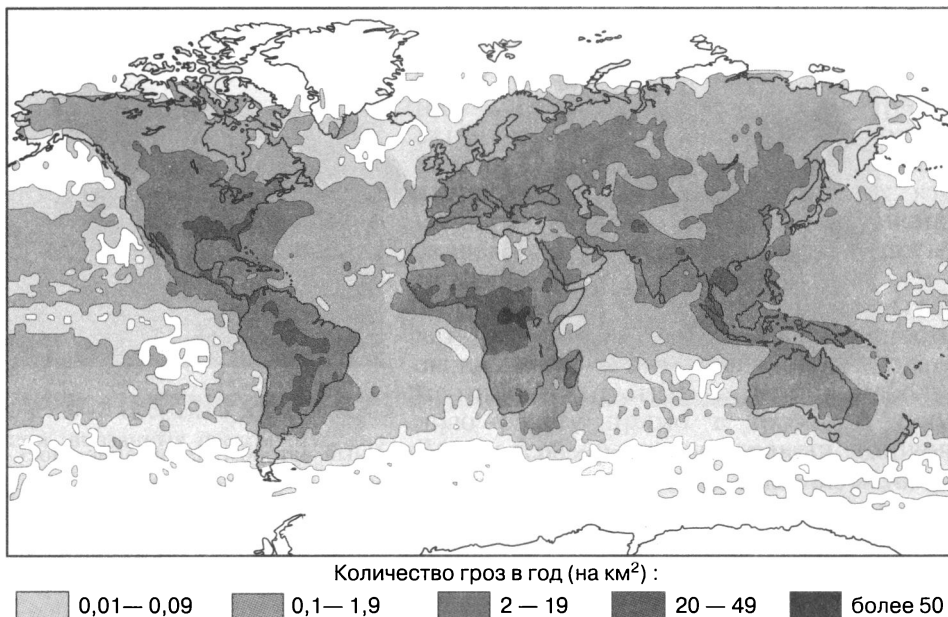 Количество гроз в год (на км²) :
0,01— 0,09 0,1— 1,9 2 – 19 20 — 49 более 50